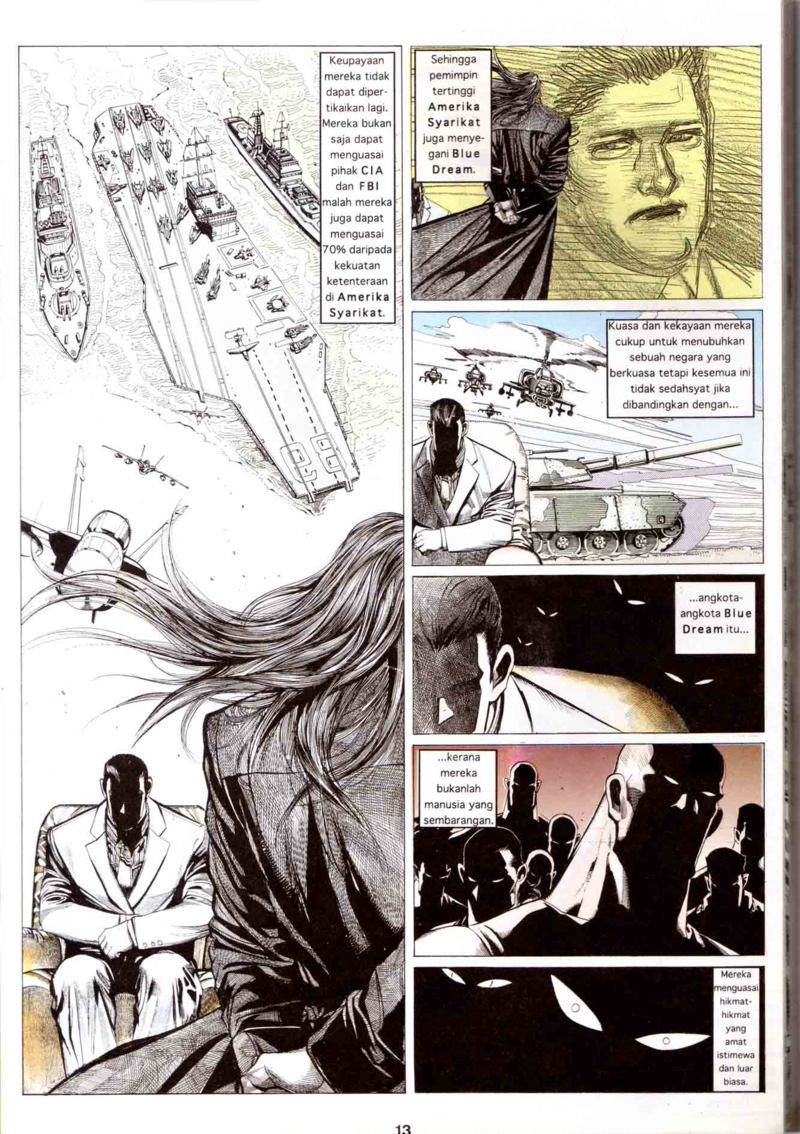 Keupayaan
mereka tidak
dapat diper-
tikaikan lagi.
Mereka bukan
saja dapat
menguasai
pihak CIA
dan FBI
malah mereka
juga dapat
menguasai
70% daripada
kekuatan
ketenteraan
di Amerika
Syarikat.
Sehingga
pemimpin
tertinggi
Amerika
Syarikat
juga menye-
gani Blue
Dream.
Kuasa dan kekayaan mereka
cukup untuk menubuhkan
sebuah negara yang
berkuasa tetapi kesemua ini
tidak sedahsyat jika
dibandingkan dengan...
...angkota-
angkota Blue
Dream itu...
...kerana
mereka
bukanlah
manusia yang
sembarangan.
Mereka
menguasai
hikmat-
hikmat
yang
amat
istimewa
dan luar
biasa.
13